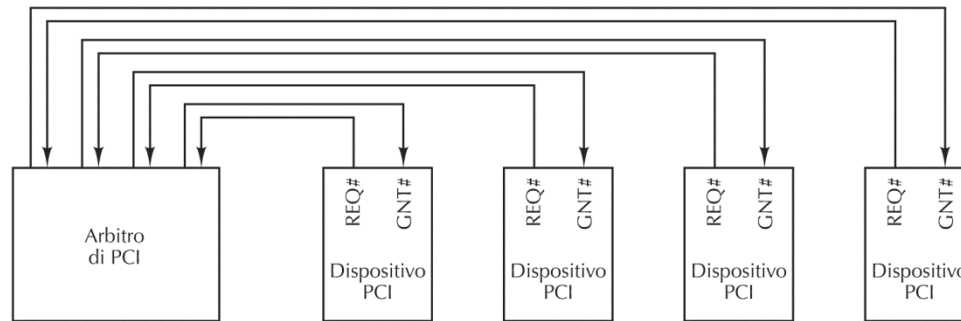 REQ#
GNT#
REQ#
GNT#
REQ#
GNT#
REQ#
GNT#
Arbitro
di PCI
Dispositivo
PCI
Dispositivo
PCI
Dispositivo
PCI
Dispositivo
PCI